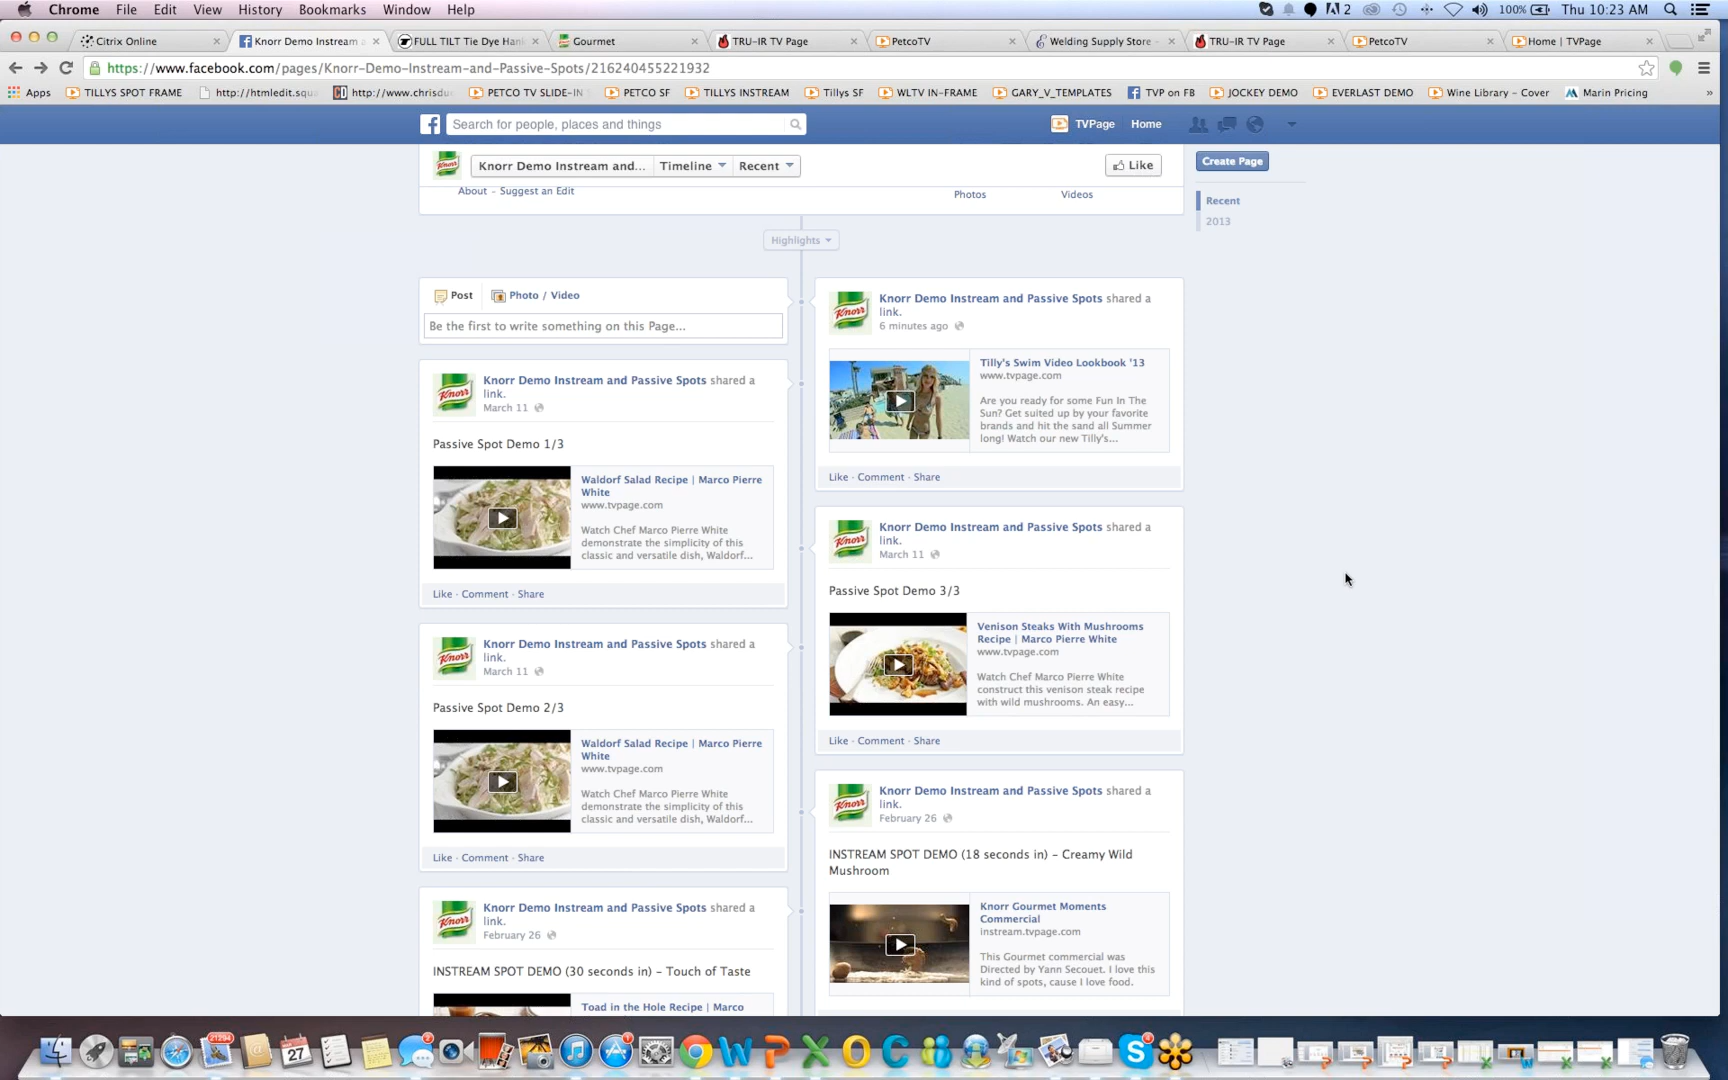 Chrome File Edit View History Bookmarks Window Help
2 100% Thu 10:23 AM
Citrix Online
Knorr Demo Instream a
FULL TILT Tie Dye Han
Gourmet
TRU-IR TV Page
PetcoTV
Welding Supply Store -
TRU-IR TV Page
PetcoTV
Home | TVPage
https://www.facebook.com/pages/Knorr-Demo-Instream-and-Passive-Spots/216240455221932
Apps
TILLYS SPOT FRAME
http://htmledit.squ
http://www.chrisdu
PETCO TV SLIDE-IN
PETCO SF
TILLYS INSTREAM
Tillys SF
WLTV IN-FRAME
GARY_V_TEMPLATES
TVP on FB
JOCKEY DEMO
EVERLAST DEMO
Wine Library - Cover
Marin Pricing
»
Search for people, places and things
TVPage Home
Knorr Demo Instream and...
Timeline
Recent
Like
Create Page
About - Suggest an Edit
Photos
Videos
Recent
2013
Highlights
Post Photo / Video
Be the first to write something on this Page...
Knorr
Knorr Demo Instream and Passive Spots shared a
link.
6 minutes ago
Tilly's Swim Video Lookbook '13
www.tvpage.com
Are you ready for some Fun In The
Sun? Get suited up by your favorite
brands and hit the sand all Summer
long! Watch our new Tilly's...
Like · Comment · Share
Knorr
Knorr Demo Instream and Passive Spots shared a
link.
March 11
Passive Spot Demo 1/3
Waldorf Salad Recipe | Marco Pierre
White
www.tvpage.com
Watch Chef Marco Pierre White
demonstrate the simplicity of this
classic and versatile dish, Waldorf...
Like · Comment · Share
Knorr
Knorr Demo Instream and Passive Spots shared a
link.
March 11
Passive Spot Demo 3/3
Venison Steaks With Mushrooms
Recipe | Marco Pierre White
www.tvpage.com
Watch Chef Marco Pierre White
construct this venison steak recipe
with wild mushrooms. An easy...
Like · Comment · Share
Knorr
Knorr Demo Instream and Passive Spots shared a
link.
March 11
Passive Spot Demo 2/3
Waldorf Salad Recipe | Marco Pierre
White
www.tvpage.com
Watch Chef Marco Pierre White
demonstrate the simplicity of this
classic and versatile dish, Waldorf...
Like · Comment · Share
Knorr
Knorr Demo Instream and Passive Spots shared a
link.
February 26
INSTREAM SPOT DEMO (18 seconds in) - Creamy Wild
Mushroom
Knorr Gourmet Moments
Commercial
instream.tvpage.com
This Gourmet commercial was
Directed by Yann Secouet. I love this
kind of spots, cause I love food.
Knorr
Knorr Demo Instream and Passive Spots shared a
link.
February 26
INSTREAM SPOT DEMO (30 seconds in) - Touch of Taste
Toad in the Hole Recipe | Marco
21294
27
2